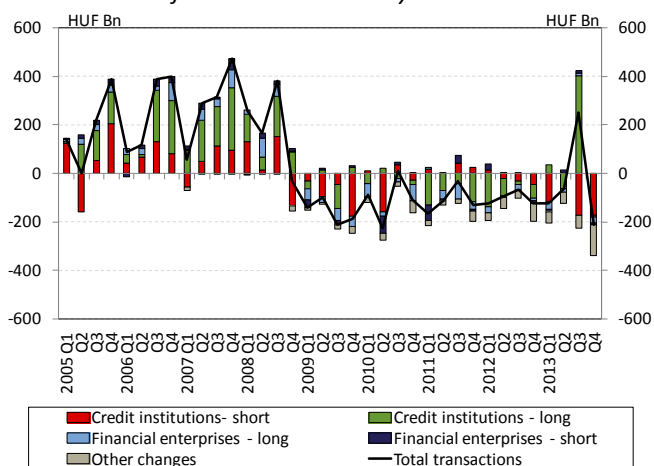 HUF Bn HUF Bn
600 600
400 400
200 200
0 0
-200 -200
-400 -400
-600 -600
2005 Q1 Q2 Q3 Q4 2006 Q1 Q2 Q3 Q4 2007 Q1 Q2 Q3 Q4 2008 Q1 Q2 Q3 Q4 2009 Q1 Q2 Q3 Q4 2010 Q1 Q2 Q3 Q4 2011 Q1 Q2 Q3 Q4 2012 Q1 Q2 Q3 Q4 2013 Q1 Q2 Q3 Q4
Credit institutions- short Credit institutions - long
Financial enterprises - long Financial enterprises - short
Other changes Total transactions